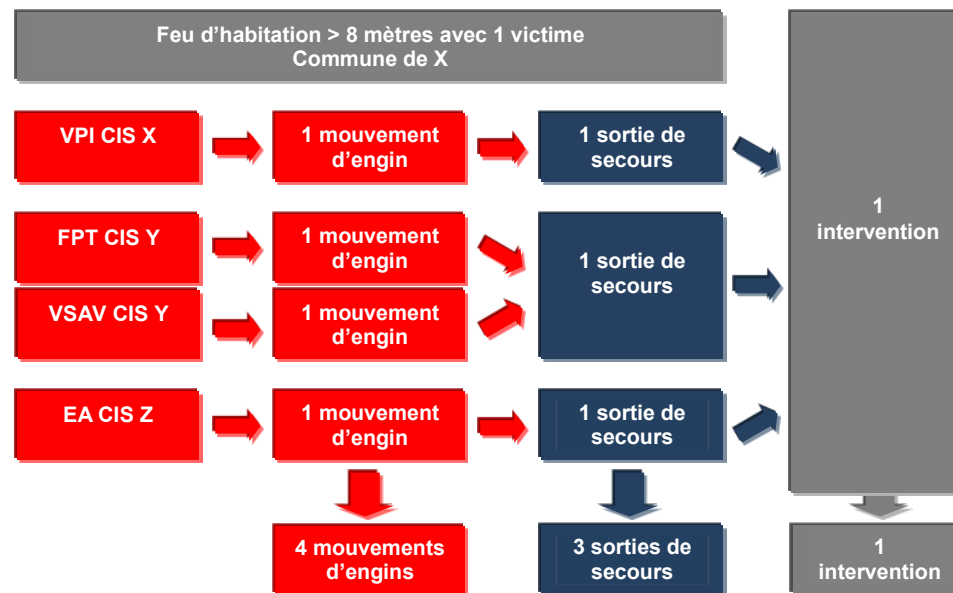 Feu d'habitation > 8 mètres avec 1 victime
Commune de X
VPI CIS X
1 mouvement
d'engin
1 sortie de
secours
1
intervention
FPT CIS Y
1 mouvement
d'engin
1 sortie de
secours
VSAV CIS Y
1 mouvement
d'engin
EA CIS Z
1 mouvement
d'engin
1 sortie de
secours
4 mouvements
d'engins
3 sorties de
secours
1
intervention